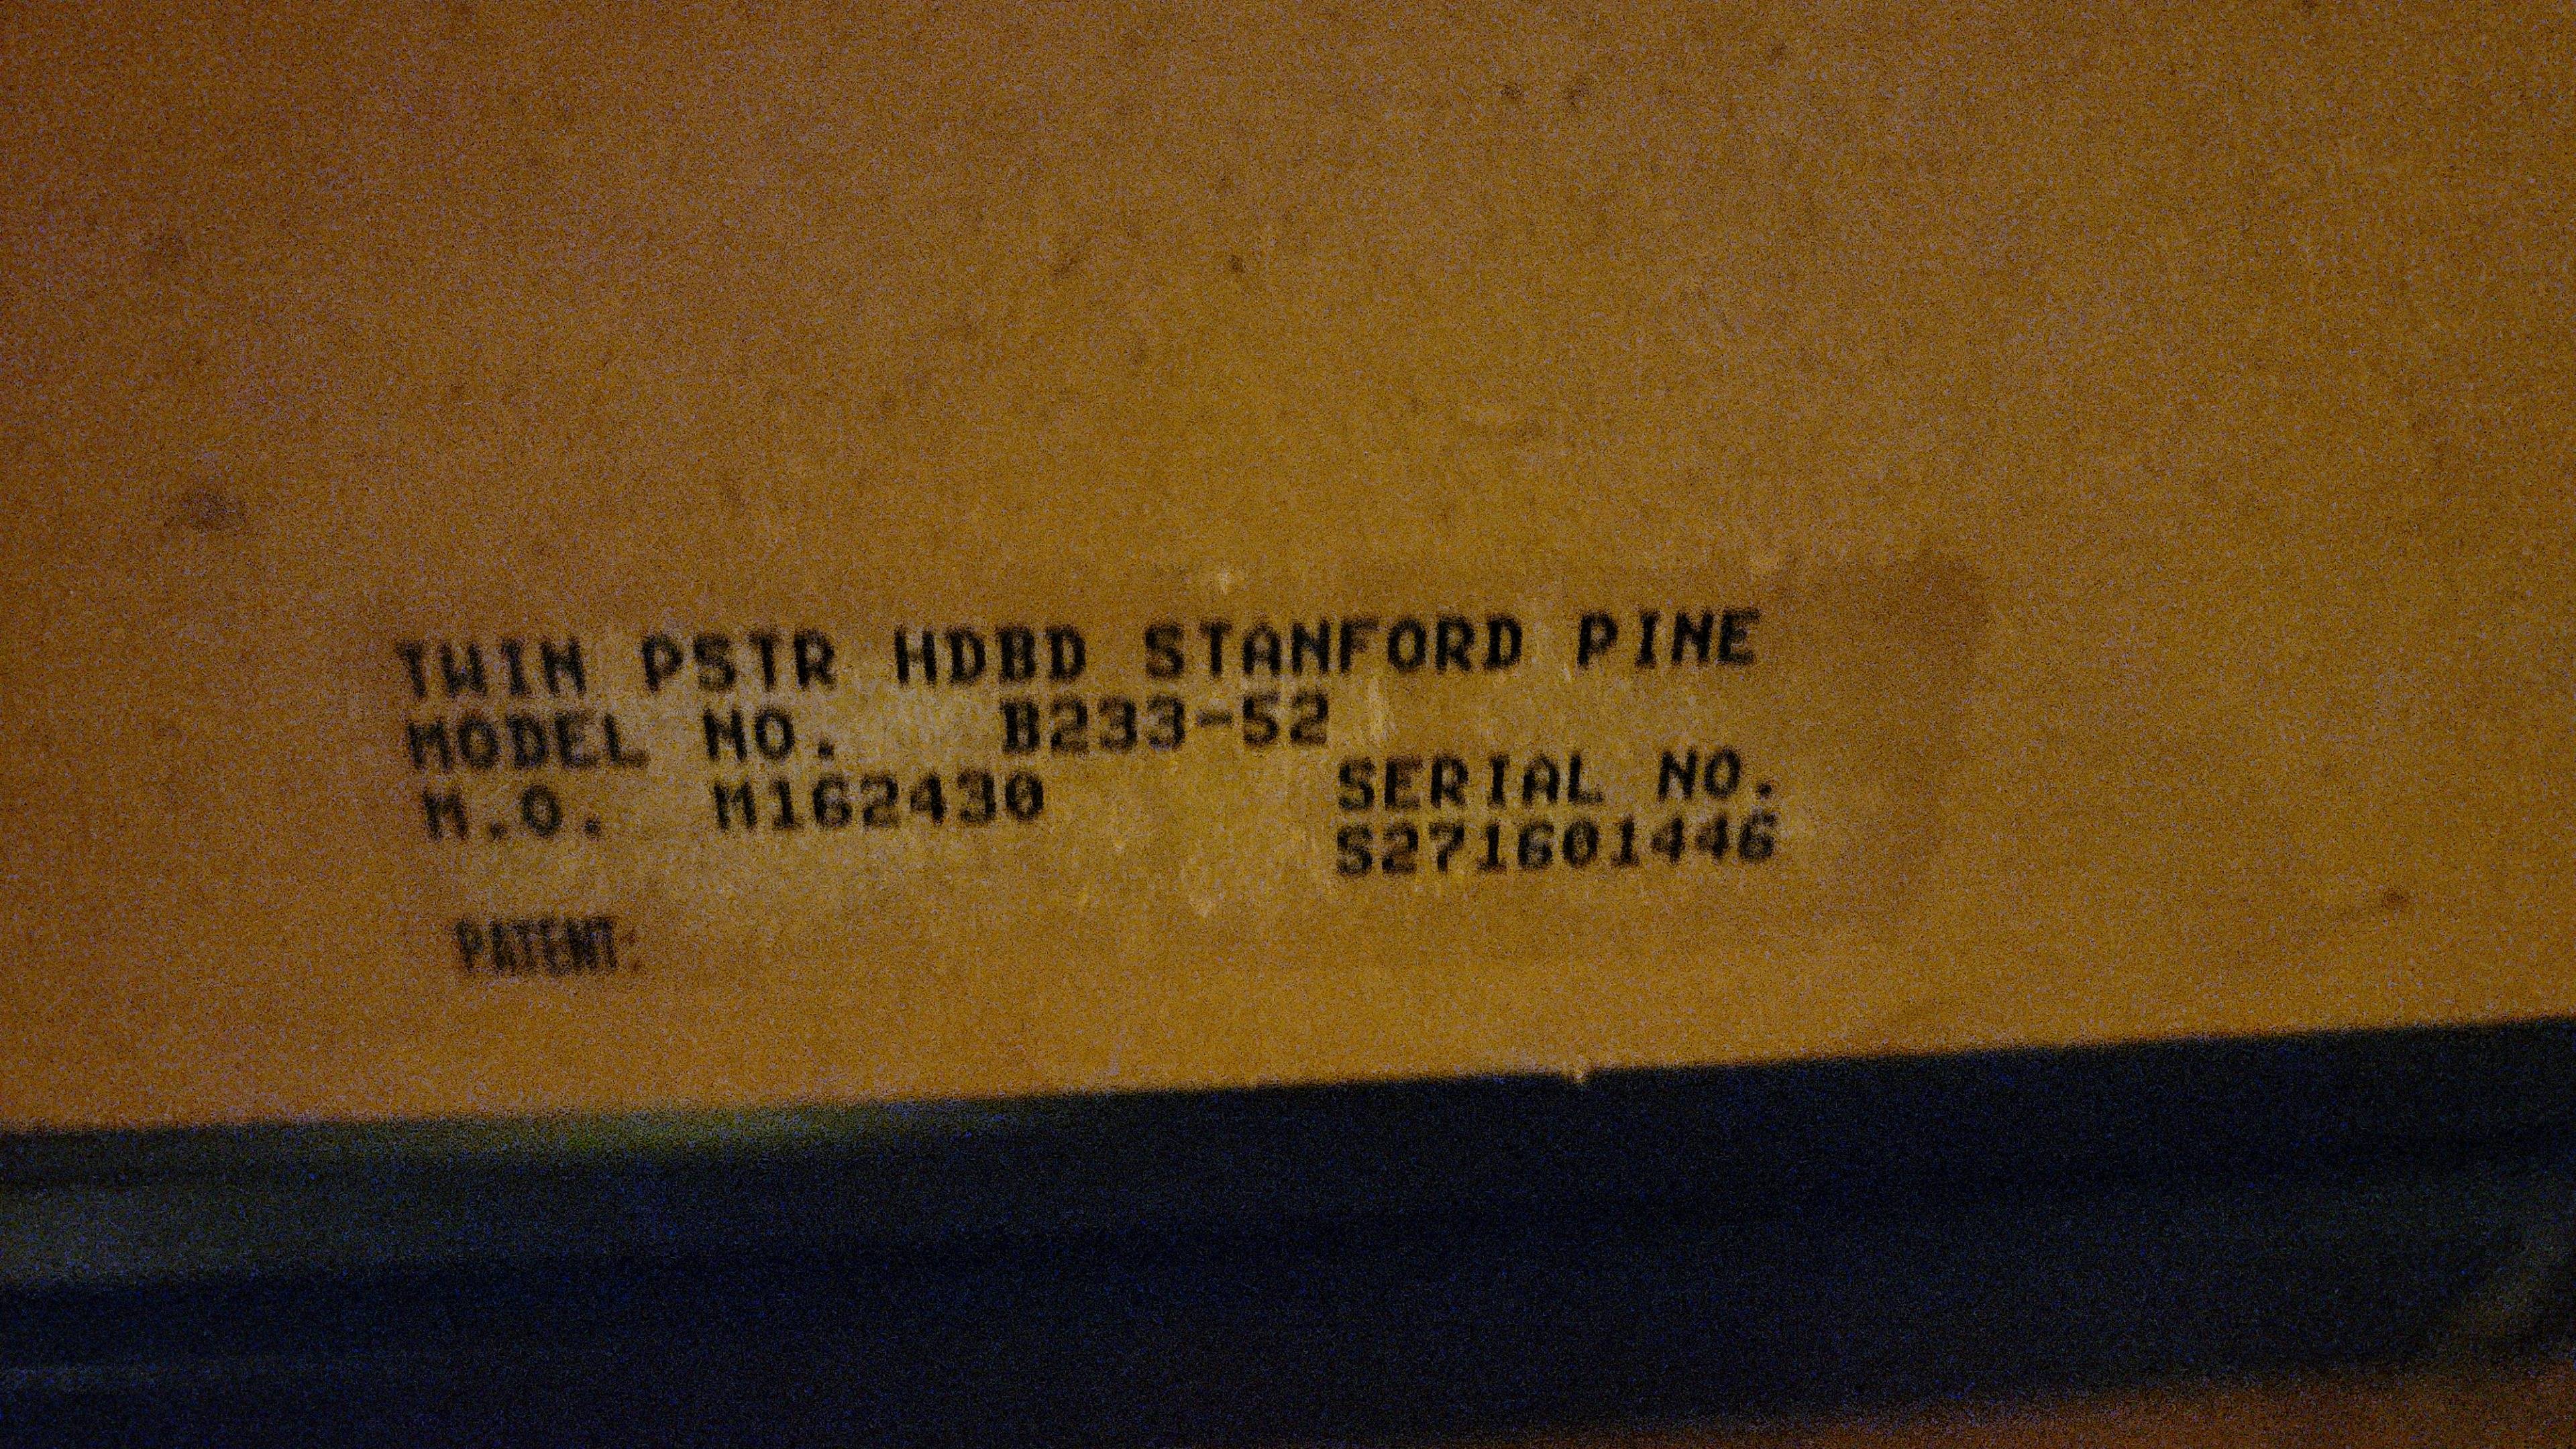 TWIN PSTR HDBD STANFORD PINE
MODEL NO. B233-52
M.O. M162430 SERIAL NO.
S271601446
PATENT: